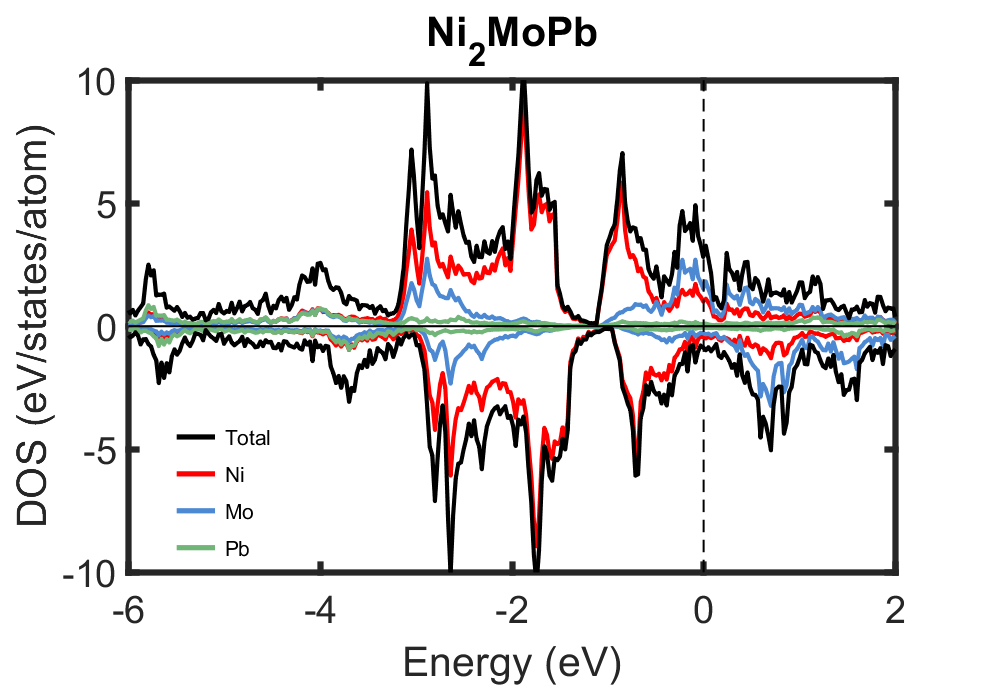 Ni2MoPb
DOS (eV/states/atom)
10
5
0
-5
-10
Total
Ni
Mo
Pb
-6 -4 -2 0 2
Energy (eV)